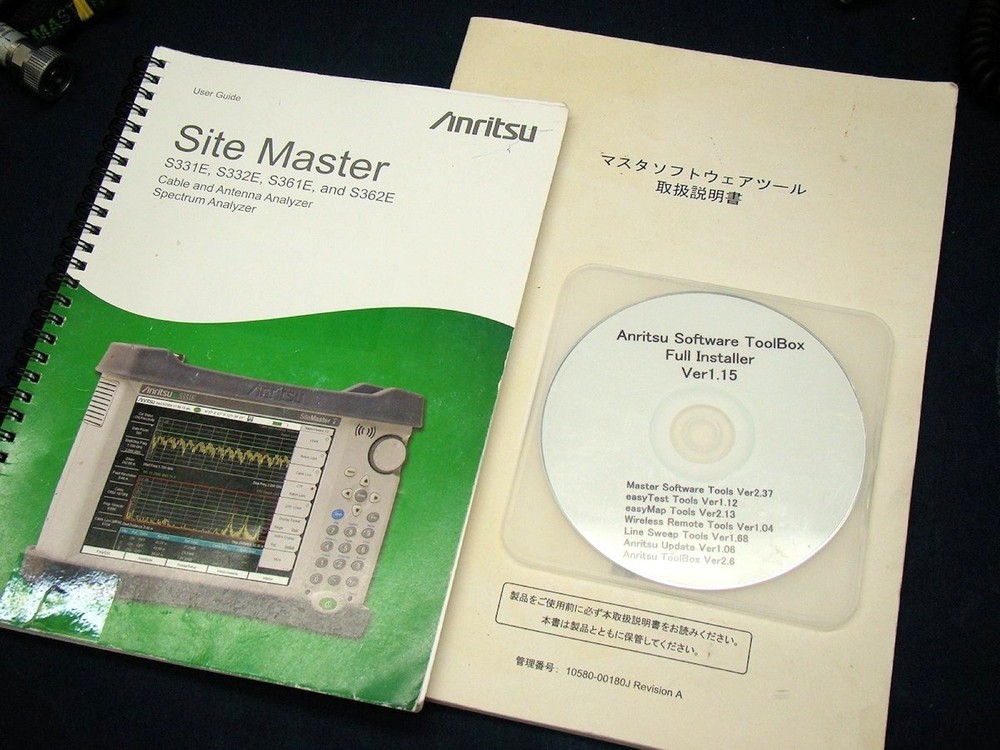 User Guide
Anritsu
Site Master
S331E, S332E, S361E, and S362E
Cable and Antenna Analyzer
Spectrum Analyzer
Anritsu S331E
Anritsu
SiteMaster
マスタソフトウェアツール
取扱説明書
Anritsu Software ToolBox
Full Installer
Ver1.15
Master Software Tools Ver2.37
easyTest Tools Ver1.12
easyMap Tools Ver2.13
Wireless Remote Tools Ver1.04
Line Sweep Tools Ver1.68
Anritsu Update Ver1.06
Anritsu ToolBox Ver2.6
製品をご使用前に必ず本取扱説明書をお読みください。
本書は製品とともに保管してください。
管理番号: 10580-00180J Revision A